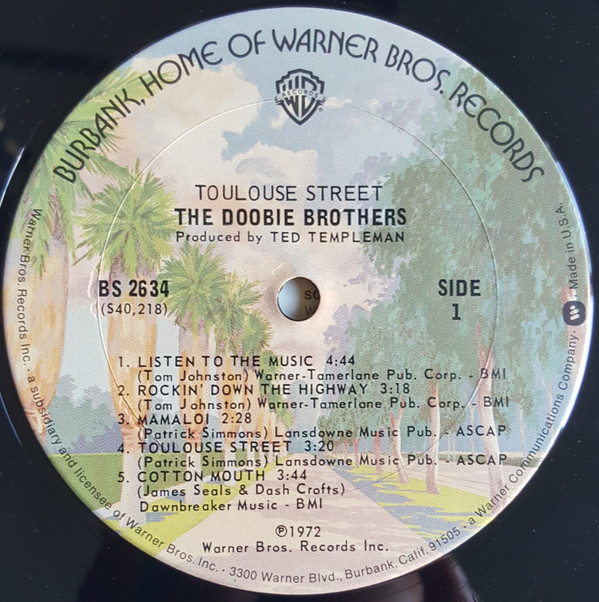 BURBANK, HOME OF WARNER BROS. RECORDS
RECORDS
TOULOUSE STREET
THE DOOBIE BROTHERS
Produced by TED TEMPLEMAN
BS 2634
(S40,218)
SIDE
1
1. LISTEN TO THE MUSIC 4:44
(Tom Johnston) Warner-Tamerlane Pub. Corp. - BMI
2. ROCKIN' DOWN THE HIGHWAY 3:18
(Tom Johnston) Warner-Tamerlane Pub. Corp. - BMI
3. MAMALOI 2:28
(Patrick Simmons) Lansdowne Music Pub. - ASCAP
4. TOULOUSE STREET 3:20
(Patrick Simmons) Lansdowne Music Pub. - ASCAP
5. COTTON MOUTH 3:44
(James Seals & Dash Crofts)
Dawnbreaker Music - BMI
℗1972
Warner Bros. Records Inc.
Warner Bros. Records Inc. · a subsidiary and licensee of Warner Bros. Inc. · 3300 Warner Blvd., Burbank, Calif. 91505 · a Warner Communications Company · Made in U.S.A.